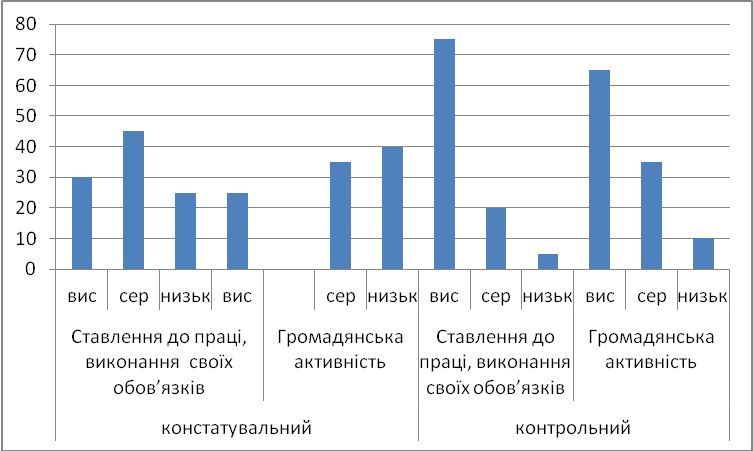 80
70
60
50
40
30
20
10
0
вис сер низьк вис сер низьк вис сер низьк вис сер низьк
Ставлення до праці,
виконання своїх
обов’язків
Громадянська
активність
Ставлення до
праці, виконання
своїх обов’язків
Громадянська
активність
констатувальний контрольний